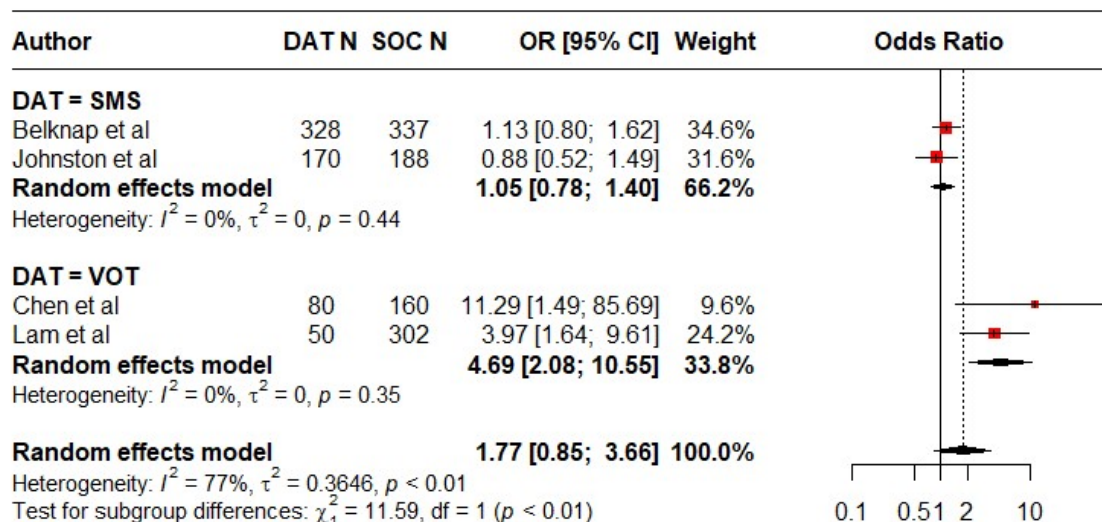 Author DAT N SOC N OR [95% CI] Weight Odds Ratio
DAT = SMS
Belknap et al 328 337 1.13 [0.80; 1.62] 34.6%
Johnston et al 170 188 0.88 [0.52; 1.49] 31.6%
Random effects model 1.05 [0.78; 1.40] 66.2%
Heterogeneity: I² = 0%, τ² = 0, p = 0.44
DAT = VOT
Chen et al 80 160 11.29 [1.49; 85.69] 9.6%
Lam et al 50 302 3.97 [1.64; 9.61] 24.2%
Random effects model 4.69 [2.08; 10.55] 33.8%
Heterogeneity: I² = 0%, τ² = 0, p = 0.35
Random effects model 1.77 [0.85; 3.66] 100.0%
Heterogeneity: I² = 77%, τ² = 0.3646, p < 0.01
Test for subgroup differences: χ₁² = 11.59, df = 1 (p < 0.01)
0.1 0.5 1 2 10